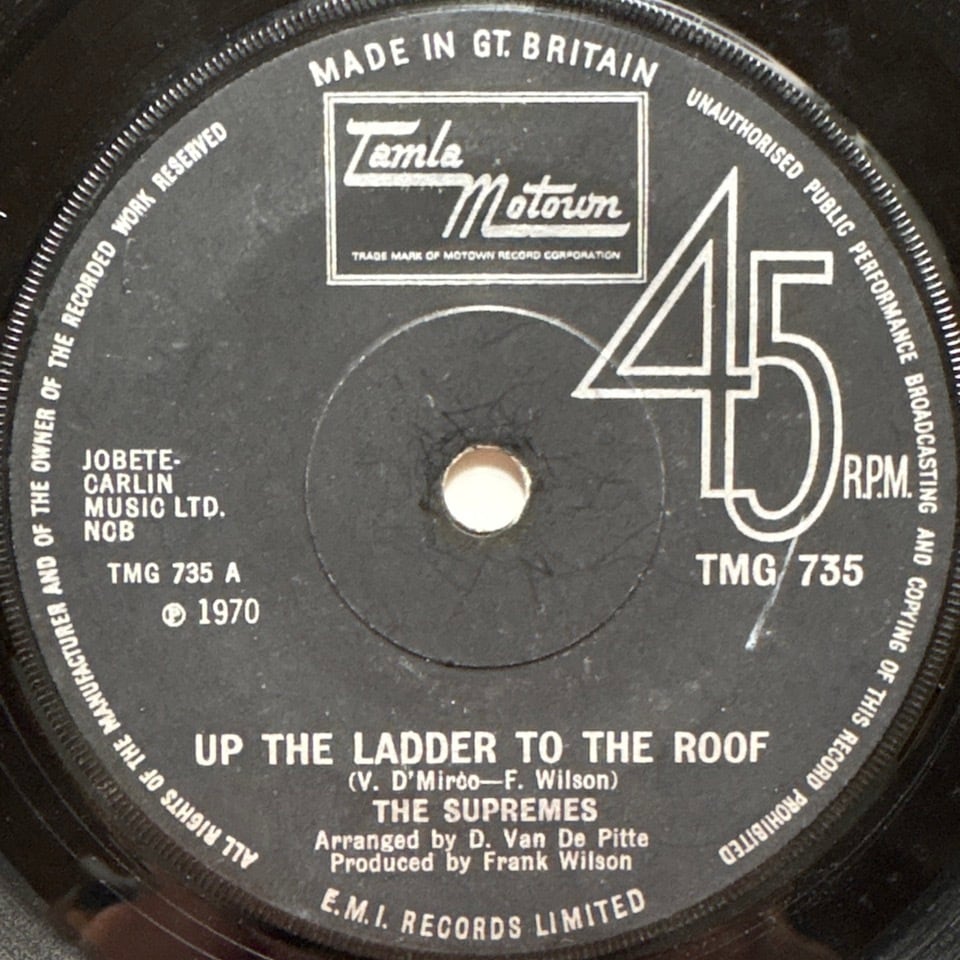 MADE IN GT. BRITAIN
Tamla
Motown
TRADE MARK OF MOTOWN RECORD CORPORATION
UNAUTHORISED PUBLIC PERFORMANCE BROADCASTING AND COPYING OF THIS RECORD PROHIBITED
ALL RIGHTS OF THE MANUFACTURER AND OF THE OWNER OF THE RECORDED WORK RESERVED
45
R.P.M.
JOBETE-
CARLIN
MUSIC LTD.
NCB
TMG 735 A
℗ 1970
TMG 735
UP THE LADDER TO THE ROOF
(V. D'Mirco—F. Wilson)
THE SUPREMES
Arranged by D. Van De Pitte
Produced by Frank Wilson
E.M.I. RECORDS LIMITED